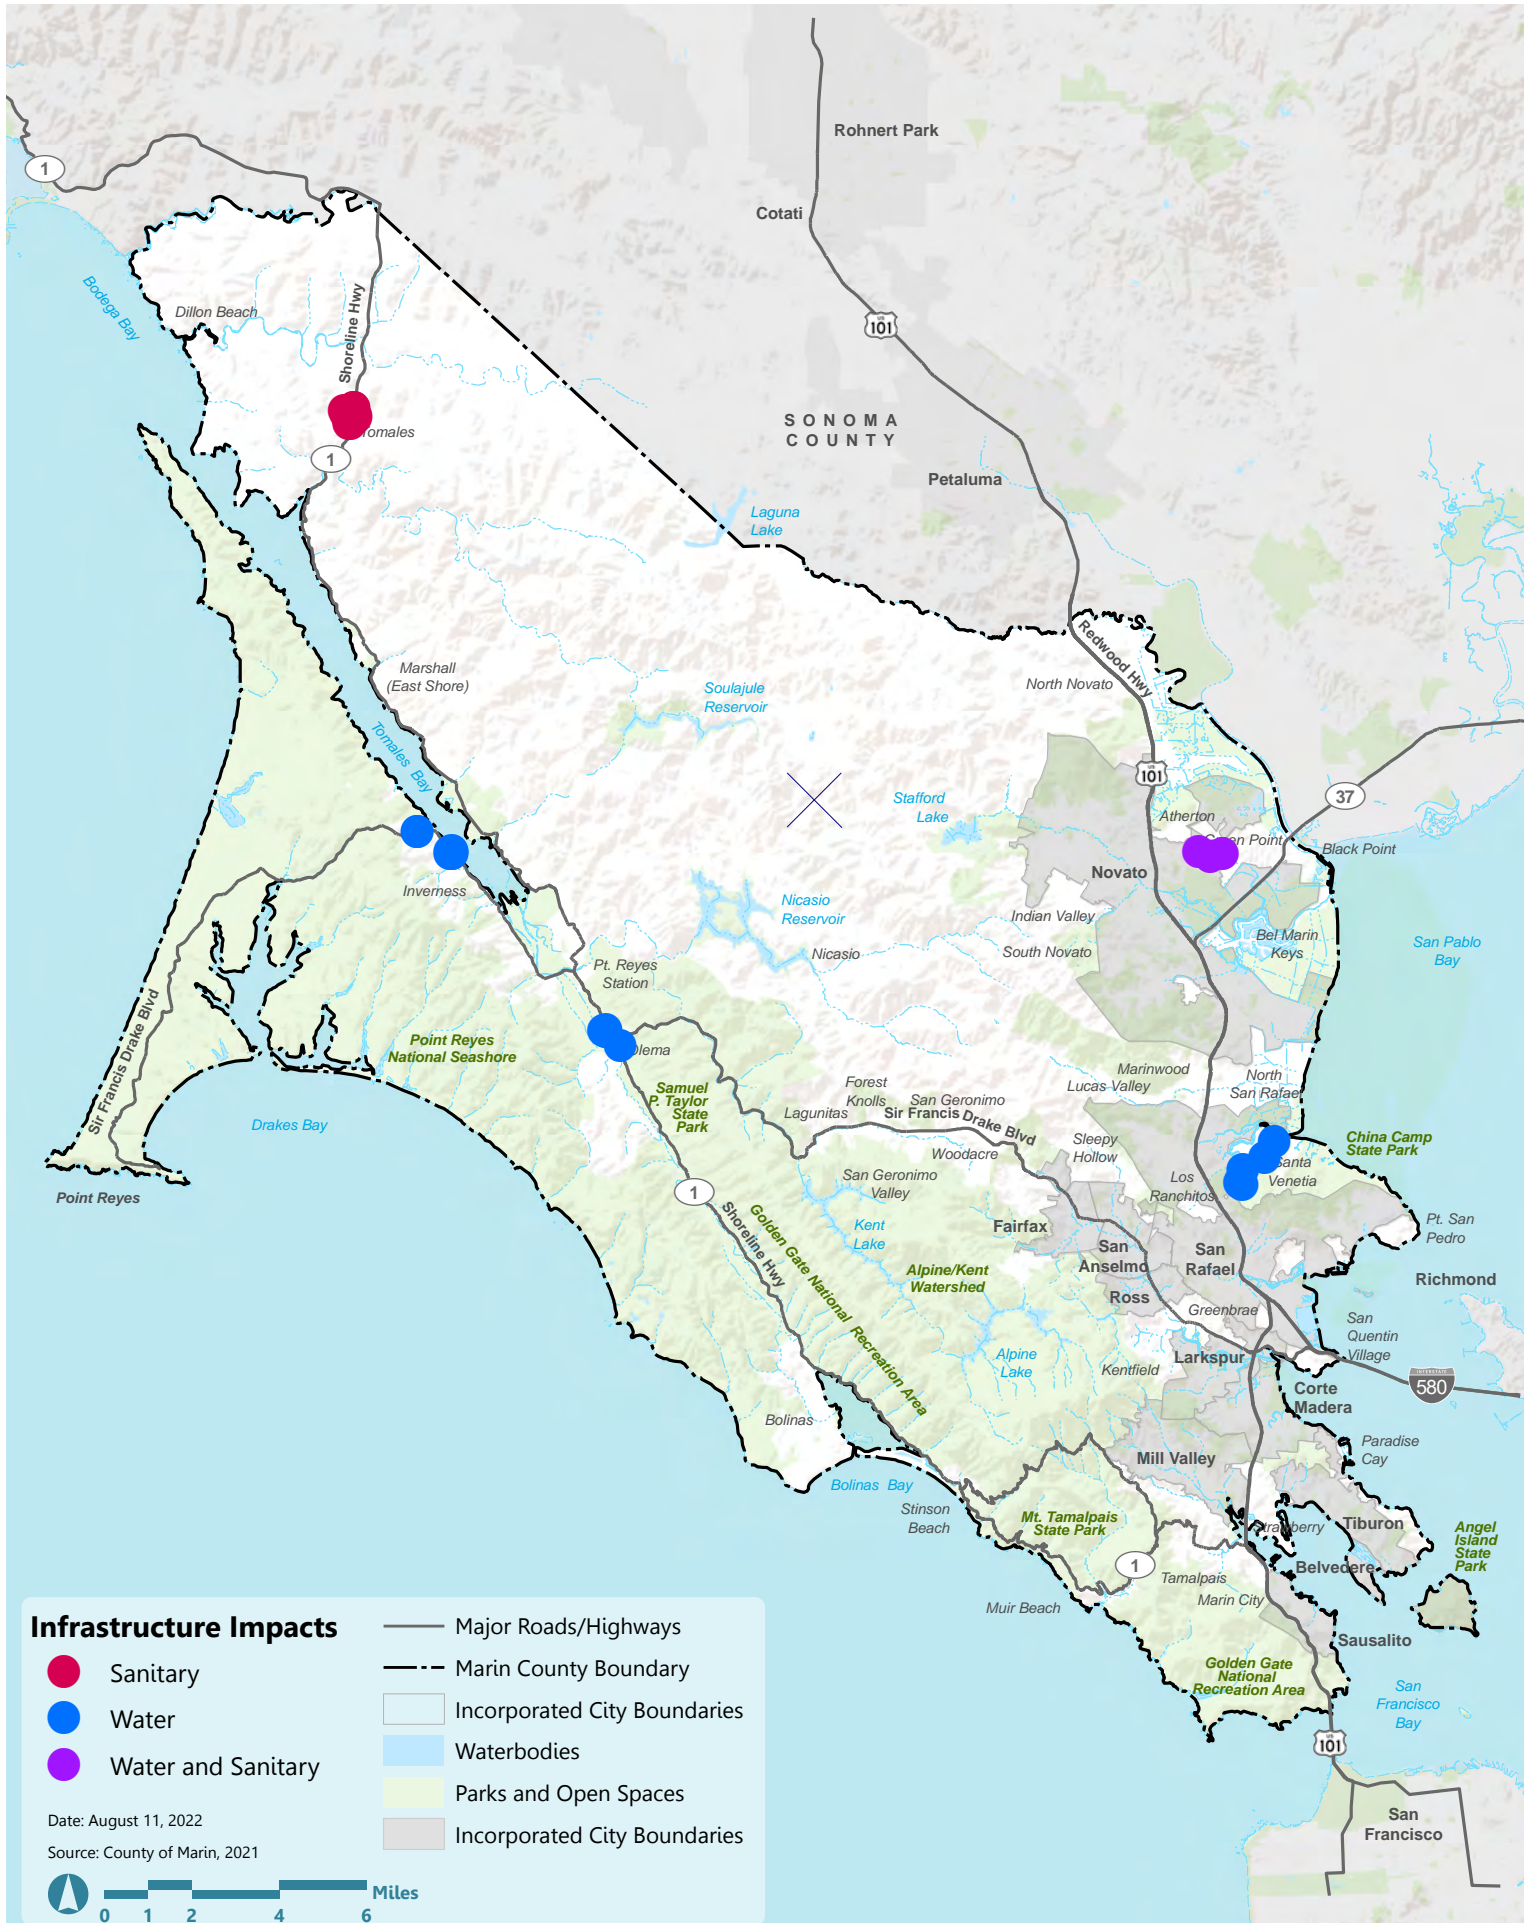 Rohnert Park
1
Cotati
Bodega Bay
Dillon Beach
Shoreline Hwy
US
101
SONOMA
COUNTY
Tomales
1
Petaluma
Laguna
Lake
Redwood Hwy
Marshall
(East Shore)
North Novato
Soulajule
Reservoir
Tomales Bay
US
101
37
Stafford
Lake
Atherton
Green Point
Black Point
Novato
Inverness
Nicasio
Reservoir
Indian Valley
Bel Marin
Keys
San Pablo
Bay
Nicasio
South Novato
Pt. Reyes
Station
Sir Francis Drake Blvd
Point Reyes
National Seashore
Olema
Marinwood
Lucas Valley
North
San Rafael
Samuel
P. Taylor
State
Park
Forest
Knolls
San Geronimo
Lagunitas
Sir Francis Drake Blvd
Drakes Bay
Sleepy
Hollow
China Camp
State Park
Woodacre
Santa
Venetia
San Geronimo
Valley
Los
Ranchitos
Point Reyes
1
Shoreline Hwy
Golden Gate National Recreation Area
Kent
Lake
Fairfax
Pt. San
Pedro
San
Anselmo
San
Rafael
Alpine/Kent
Watershed
Richmond
Ross
Greenbrae
San
Quentin
Village
Alpine
Lake
Kentfield
Larkspur
INTERSTATE
580
Corte
Madera
Bolinas
Paradise
Cay
Mill Valley
Bolinas Bay
Stinson
Beach
Mt. Tamalpais
State Park
Strawberry
Tiburon
Angel
Island
State
Park
1
Belvedere
Tamalpais
Muir Beach
Marin City
Sausalito
Golden Gate
National
Recreation Area
San
Francisco
Bay
US
101
San
Francisco
Infrastructure Impacts
Sanitary
Water
Water and Sanitary
Major Roads/Highways
Marin County Boundary
Incorporated City Boundaries
Waterbodies
Parks and Open Spaces
Incorporated City Boundaries
Date: August 11, 2022
Source: County of Marin, 2021
Miles
0 1 2 4 6